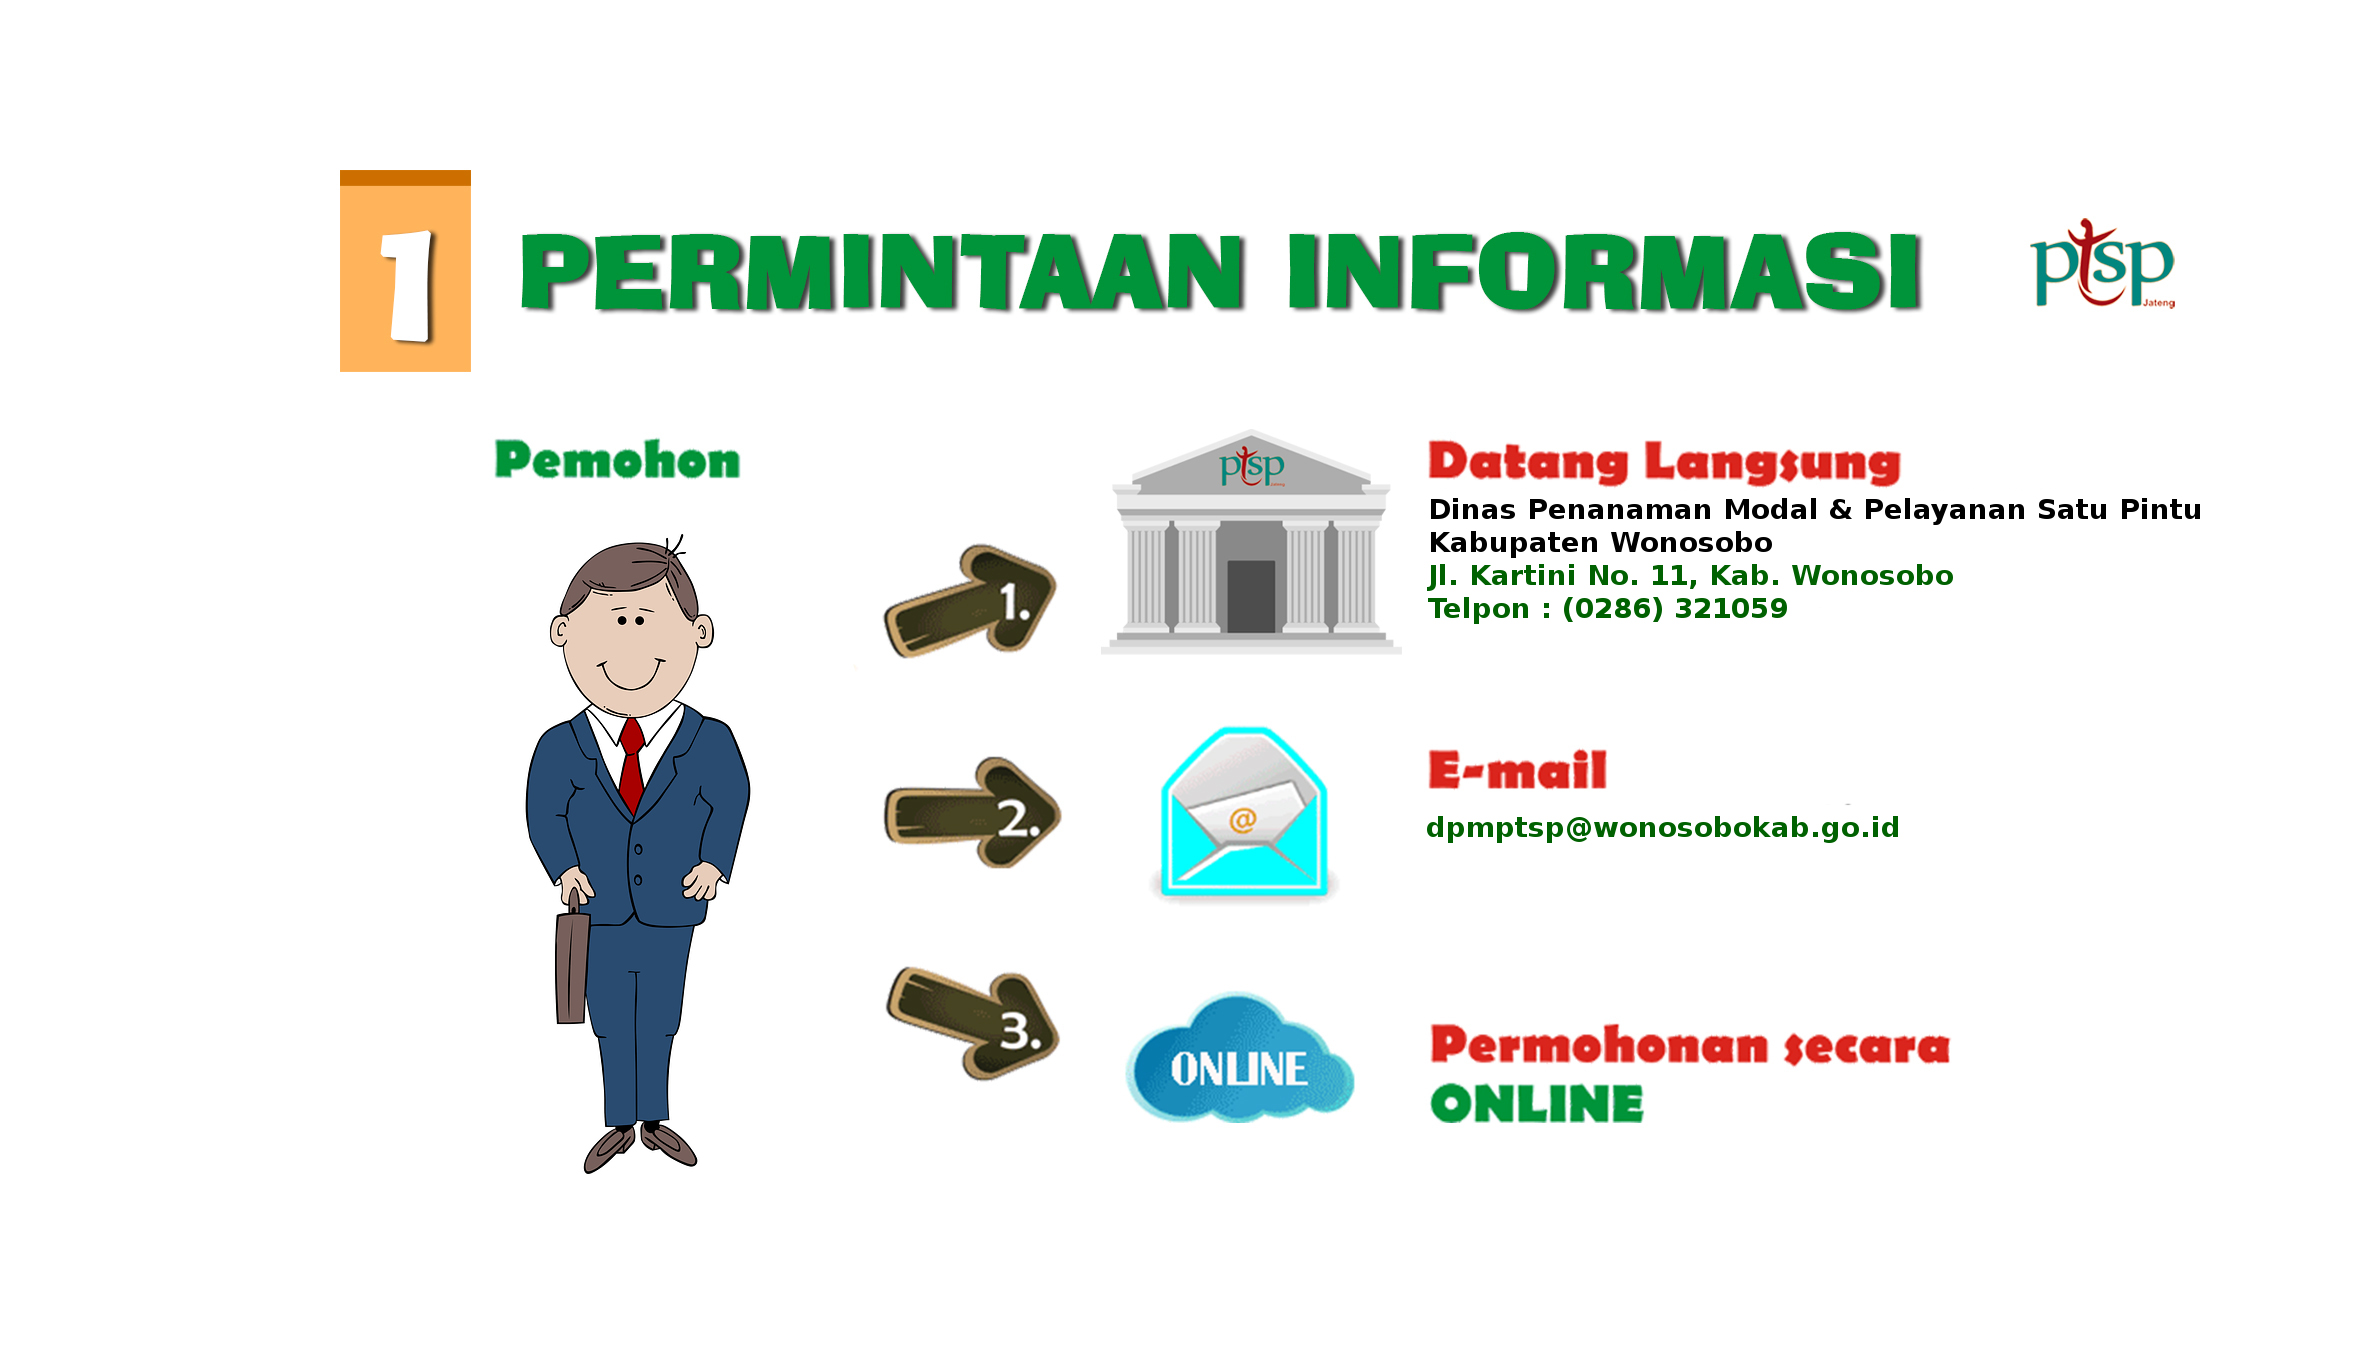 1
PERMINTAAN INFORMASI
ptsp
Jateng
Pemohon
1.
ptsp
Datang Langsung
Dinas Penanaman Modal & Pelayanan Satu Pintu
Kabupaten Wonosobo
Jl. Kartini No. 11, Kab. Wonosobo
Telpon : (0286) 321059
2.
@
E-mail
dpmptsp@wonosobokab.go.id
3.
ONLINE
Permohonan secara
ONLINE